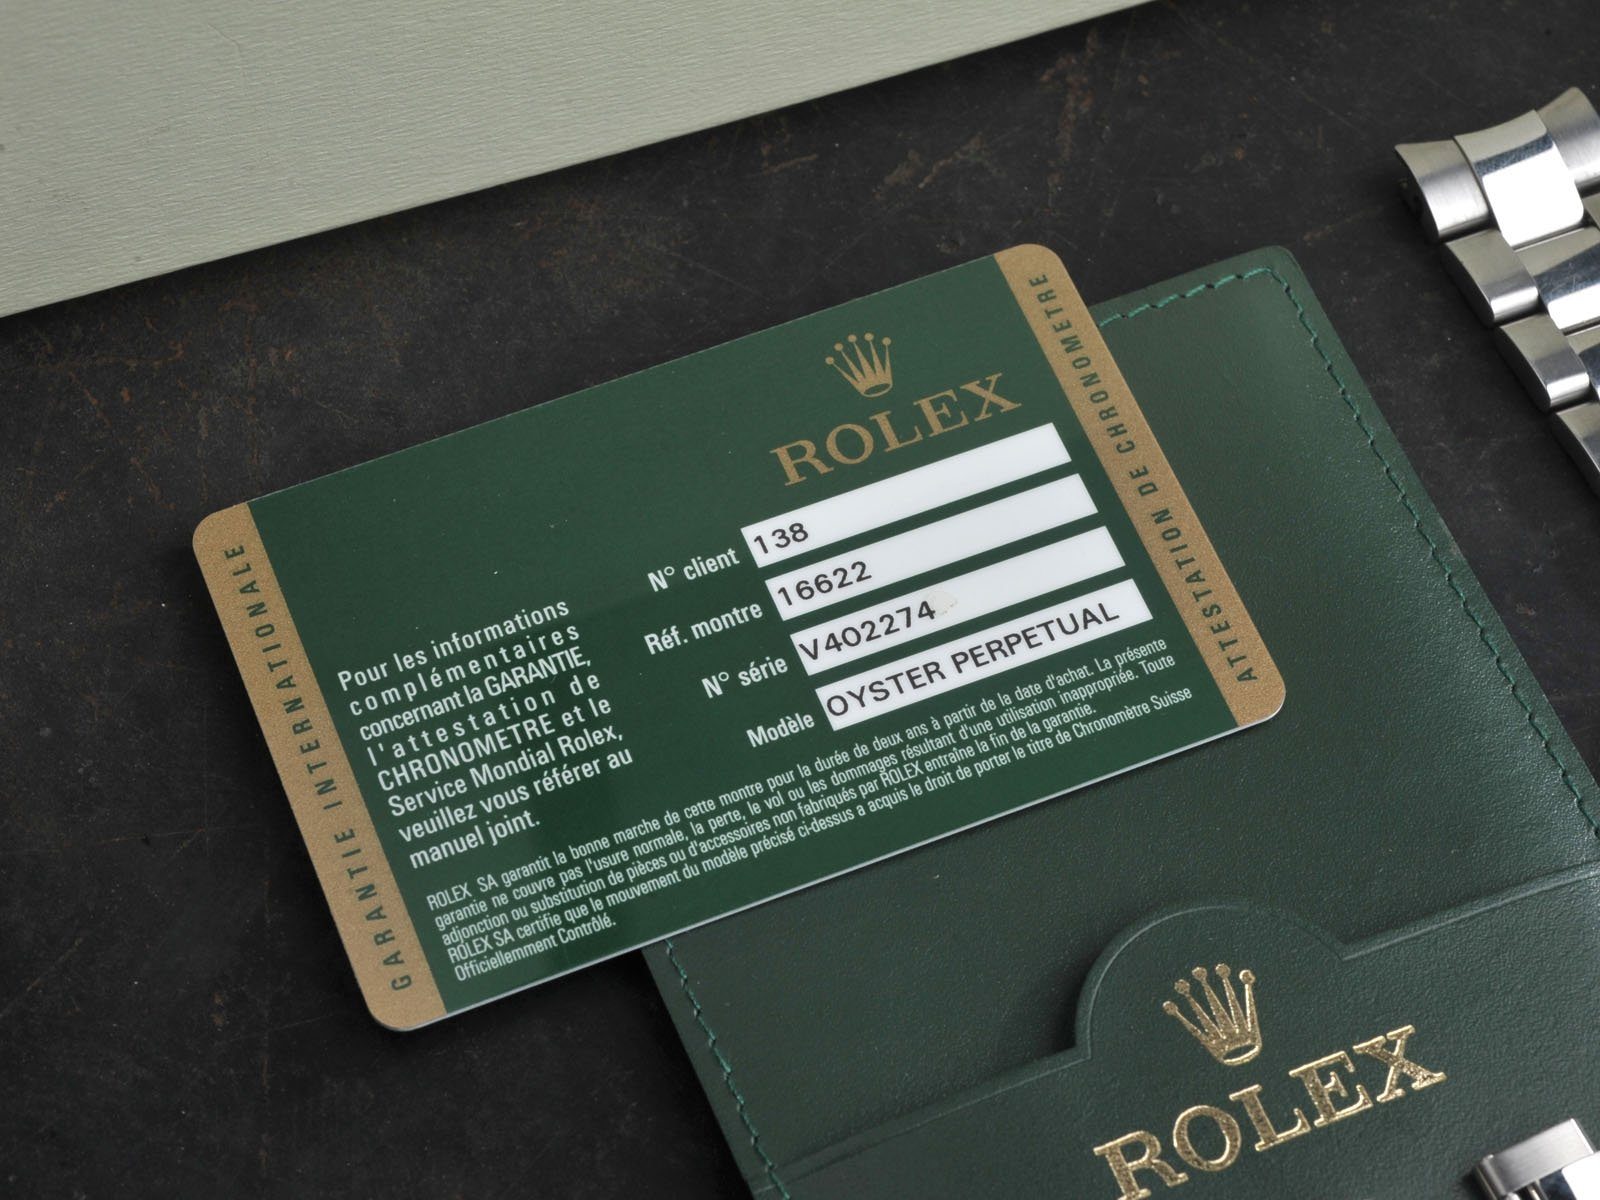 GARANTIE INTERNATIONALE
ROLEX
ATTESTATION DE CHRONOMETRE
N° client 138
Réf. montre 16622
N° série V402274
Modèle OYSTER PERPETUAL
Pour les informations
complémentaires
concernant la GARANTIE,
l'attestation de
CHRONOMETRE et le
Service Mondial Rolex,
veuillez vous référer au
manuel joint.
ROLEX SA garantit la bonne marche de cette montre pour la durée de deux ans à partir de la date d'achat. La présente
garantie ne couvre pas l'usure normale, la perte, le vol ou les dommages résultant d'une utilisation inappropriée. Toute
adjonction ou substitution de pièces ou d'accessoires non fabriqués par ROLEX entraîne la fin de la garantie.
ROLEX SA certifie que le mouvement du modèle précisé ci-dessus a acquis le droit de porter le titre de Chronomètre Suisse
Officiellemment Contrôlé.
ROLEX